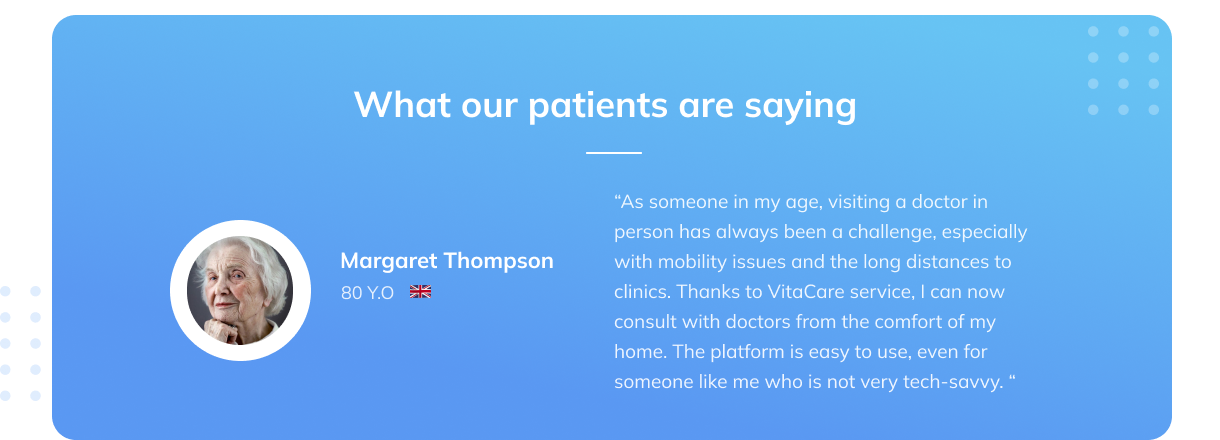 What our patients are saying
Margaret Thompson
80 Y.O
“As someone in my age, visiting a doctor in
person has always been a challenge, especially
with mobility issues and the long distances to
clinics. Thanks to VitaCare service, I can now
consult with doctors from the comfort of my
home. The platform is easy to use, even for
someone like me who is not very tech-savvy. “